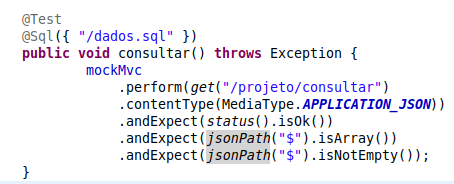 @Test
@Sql({ "/dados.sql" })
public void consultar() throws Exception {
mockMvc
.perform(get("/projeto/consultar")
.contentType(MediaType.APPLICATION_JSON))
.andExpect(status().isOk())
.andExpect(jsonPath("$").isArray())
.andExpect(jsonPath("$").isNotEmpty());
}